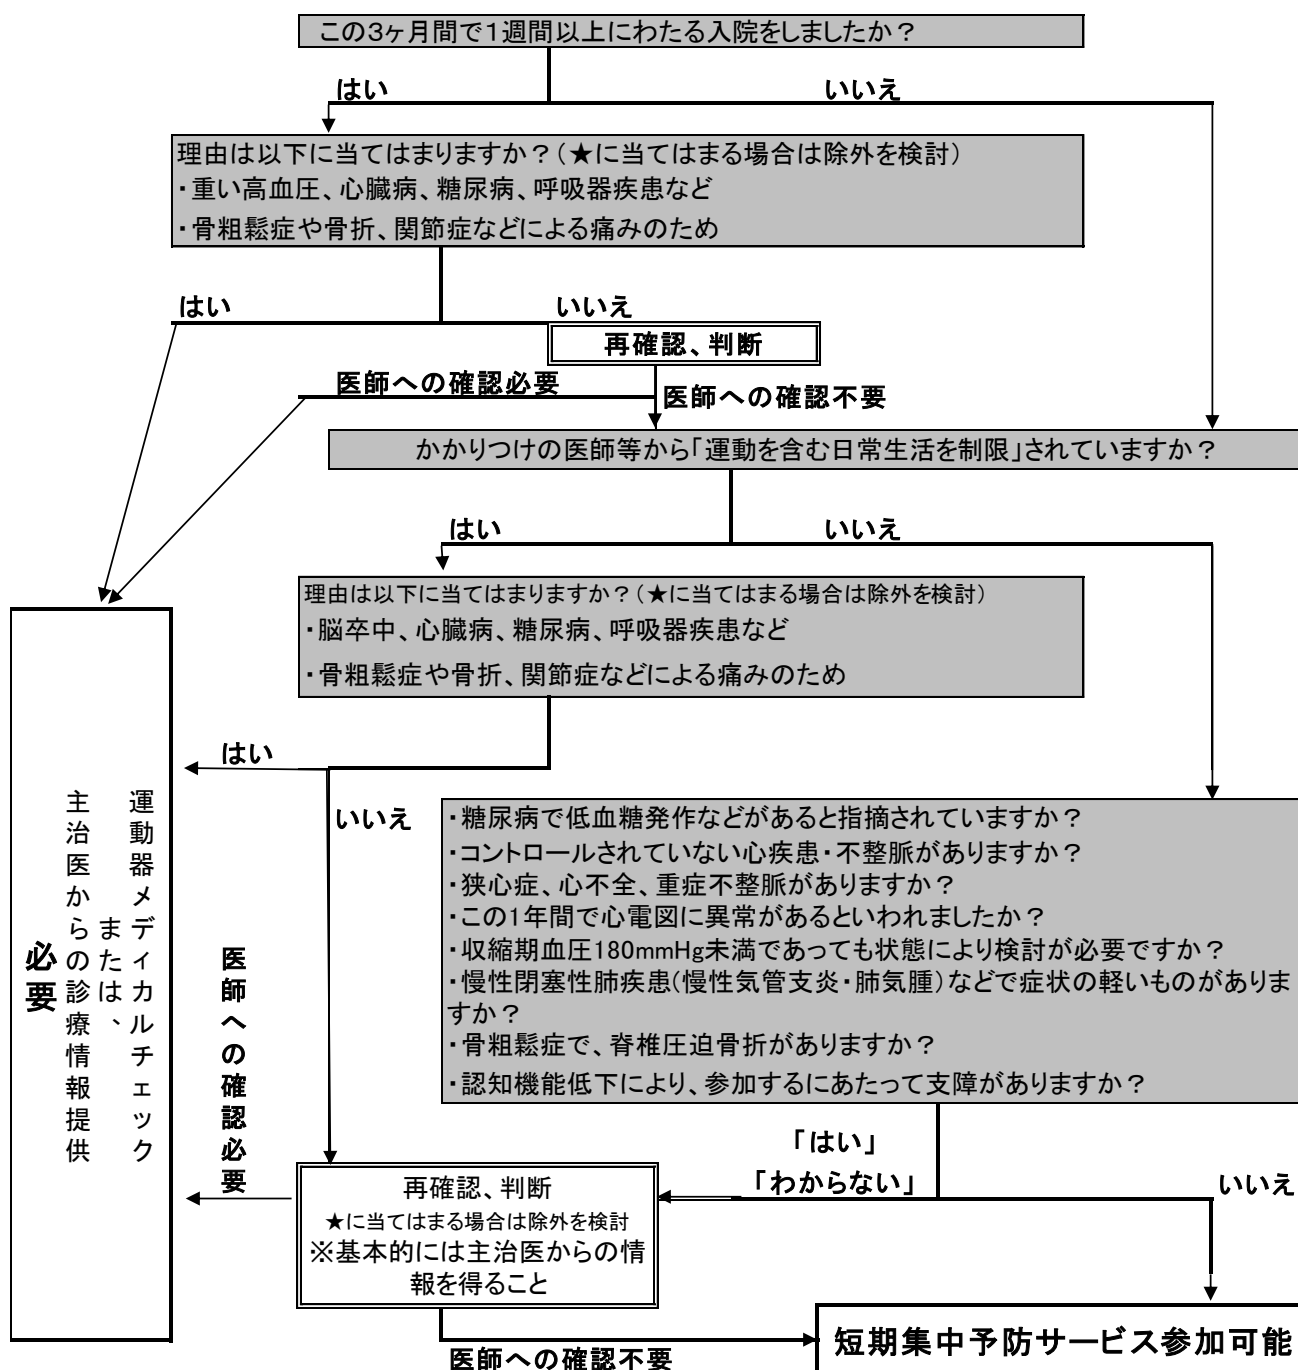 この3ヶ月間で1週間以上にわたる入院をしましたか？
はい
いいえ
理由は以下に当てはまりますか？（★に当てはまる場合は除外を検討）
・重い高血圧、心臓病、糖尿病、呼吸器疾患など
・骨粗鬆症や骨折、関節症などによる痛みのため
はい
いいえ
再確認、判断
医師への確認必要
医師への確認不要
かかりつけの医師等から「運動を含む日常生活を制限」されていますか？
はい
いいえ
理由は以下に当てはまりますか？（★に当てはまる場合は除外を検討）
・脳卒中、心臓病、糖尿病、呼吸器疾患など
・骨粗鬆症や骨折、関節症などによる痛みのため
はい
いいえ
・糖尿病で低血糖発作などがあると指摘されていますか？
・コントロールされていない心疾患・不整脈がありますか？
・狭心症、心不全、重症不整脈がありますか？
・この1年間で心電図に異常があるといわれましたか？
・収縮期血圧180mmHg未満であっても状態により検討が必要ですか？
・慢性閉塞性肺疾患(慢性気管支炎・肺気腫）などで症状の軽いものがありま
すか？
・骨粗鬆症で、脊椎圧迫骨折がありますか？
・認知機能低下により、参加するにあたって支障がありますか？
運動器メディカルチェック
または、
主治医からの診療情報提供
必要
医師への確認必要
「はい」
「わからない」
いいえ
再確認、判断
★に当てはまる場合は除外を検討
※基本的には主治医からの情
報を得ること
医師への確認不要
短期集中予防サービス参加可能